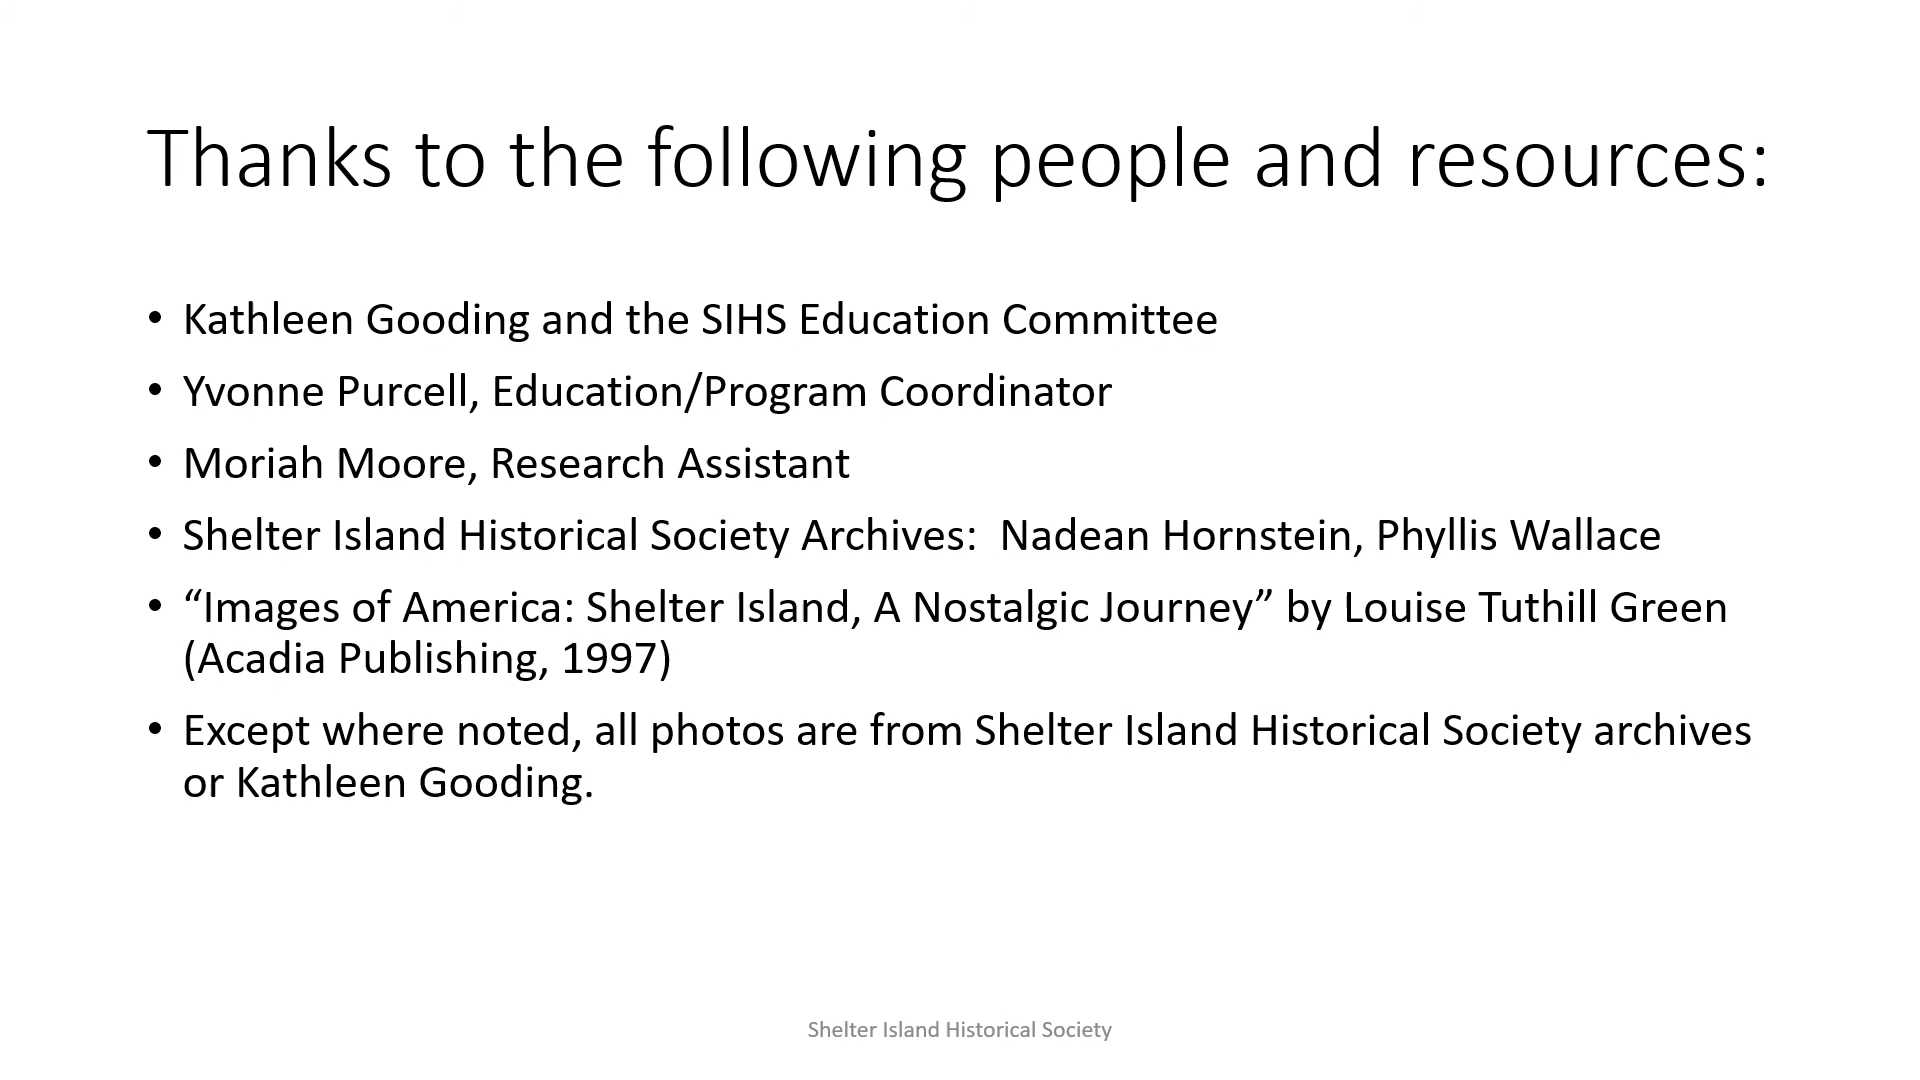 Thanks to the following people and resources:
• Kathleen Gooding and the SIHS Education Committee
• Yvonne Purcell, Education/Program Coordinator
• Moriah Moore, Research Assistant
• Shelter Island Historical Society Archives:  Nadean Hornstein, Phyllis Wallace
• “Images of America: Shelter Island, A Nostalgic Journey” by Louise Tuthill Green
(Acadia Publishing, 1997)
• Except where noted, all photos are from Shelter Island Historical Society archives
or Kathleen Gooding.
Shelter Island Historical Society